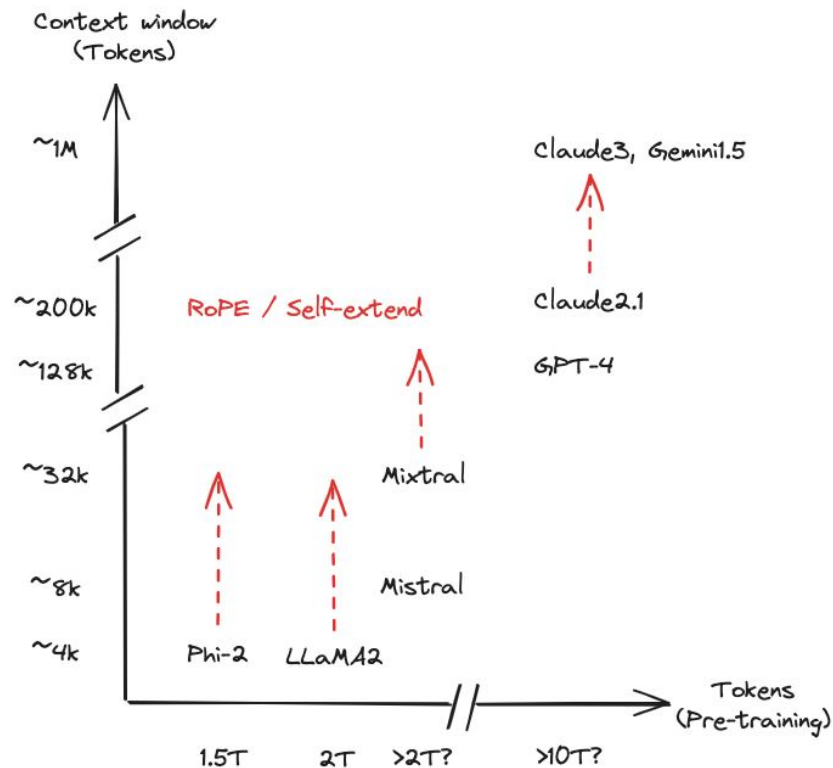 Context window
(Tokens)
~1M
Claude3, Gemini1.5
~200k
RoPE / Self-extend
Claude2.1
~128k
GPT-4
~32k
Mixtral
~8k
Mistral
~4k
Phi-2
LLaMA2
Tokens
(Pre-training)
1.5T
2T
>2T?
>10T?